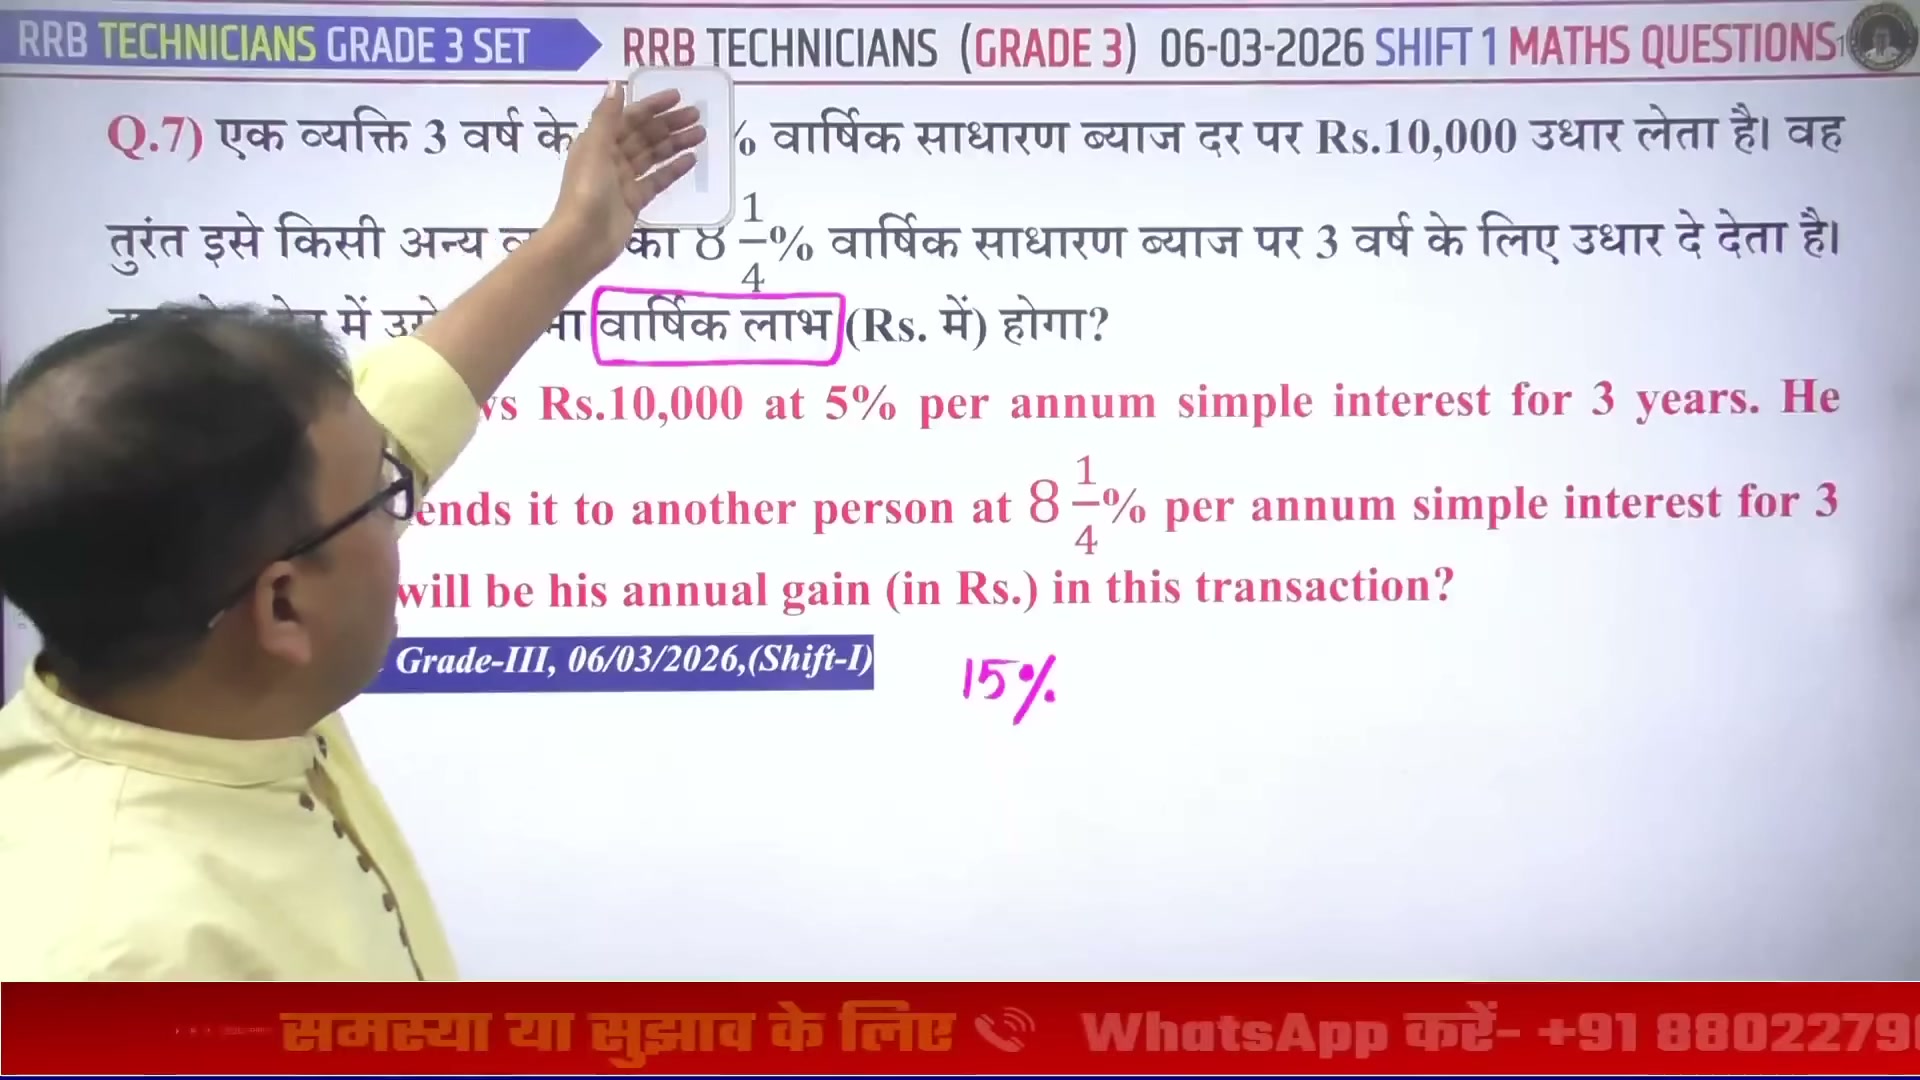 RRB TECHNICIANS GRADE 3 SET
RRB TECHNICIANS (GRADE 3) 06-03-2026 SHIFT 1 MATHS QUESTIONS
Q.7) एक व्यक्ति 3 वर्ष के % वार्षिक साधारण ब्याज दर पर Rs.10,000 उधार लेता है। वह
तुरंत इसे किसी अन्य को 8 1/4% वार्षिक साधारण ब्याज पर 3 वर्ष के लिए उधार दे देता है।
में वार्षिक लाभ (Rs. में) होगा?
Rs.10,000 at 5% per annum simple interest for 3 years. He
it to another person at 8 1/4% per annum simple interest for 3
will be his annual gain (in Rs.) in this transaction?
Grade-III, 06/03/2026,(Shift-I)
15%
समस्या या सुझाव के लिए WhatsApp करें- +91 8802279